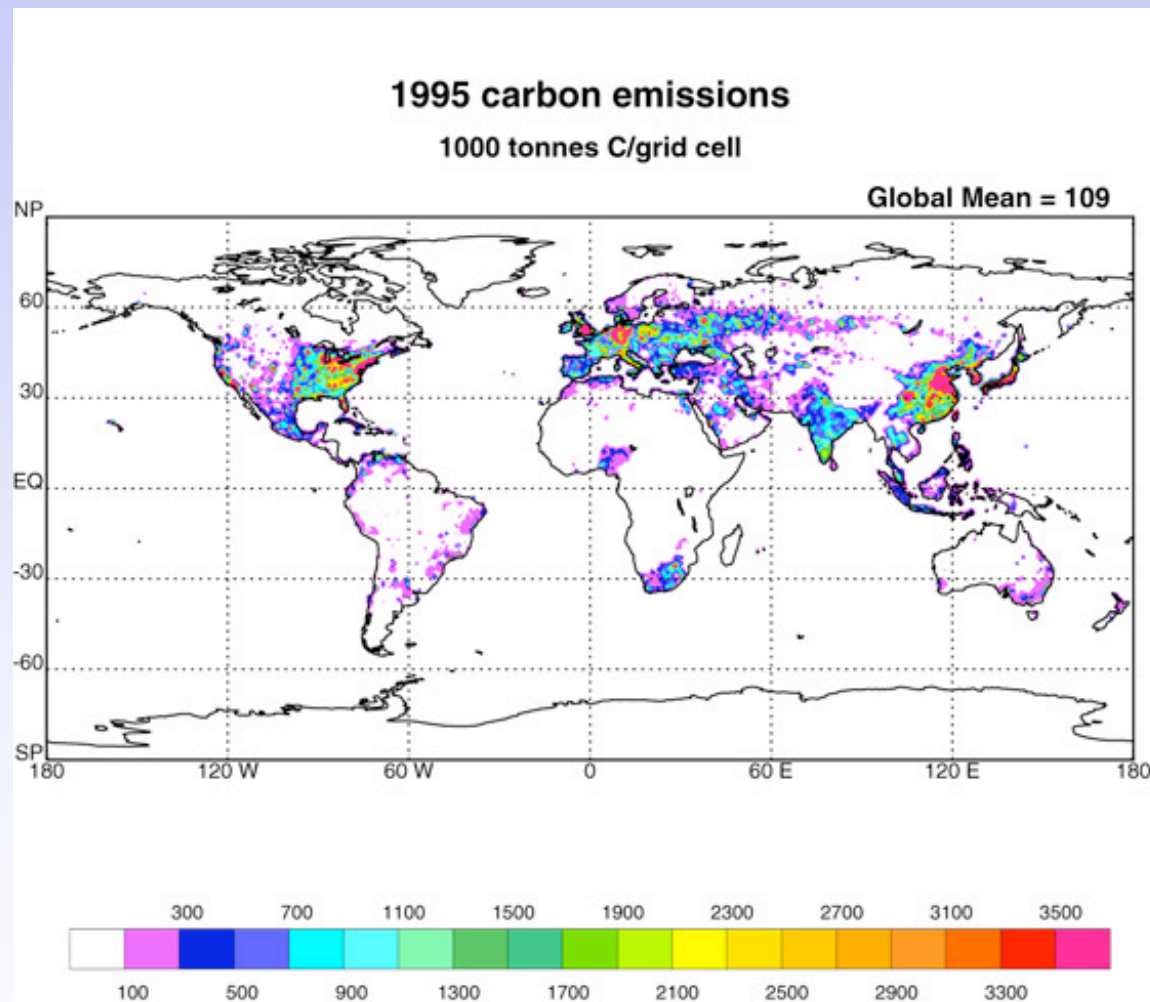 1995 carbon emissions
1000 tonnes C/grid cell
Global Mean = 109
NP
60
30
EQ
-30
-60
SP
180 120 W 60 W 0 60 E 120 E 180
300 700 1100 1500 1900 2300 2700 3100 3500
100 500 900 1300 1700 2100 2500 2900 3300